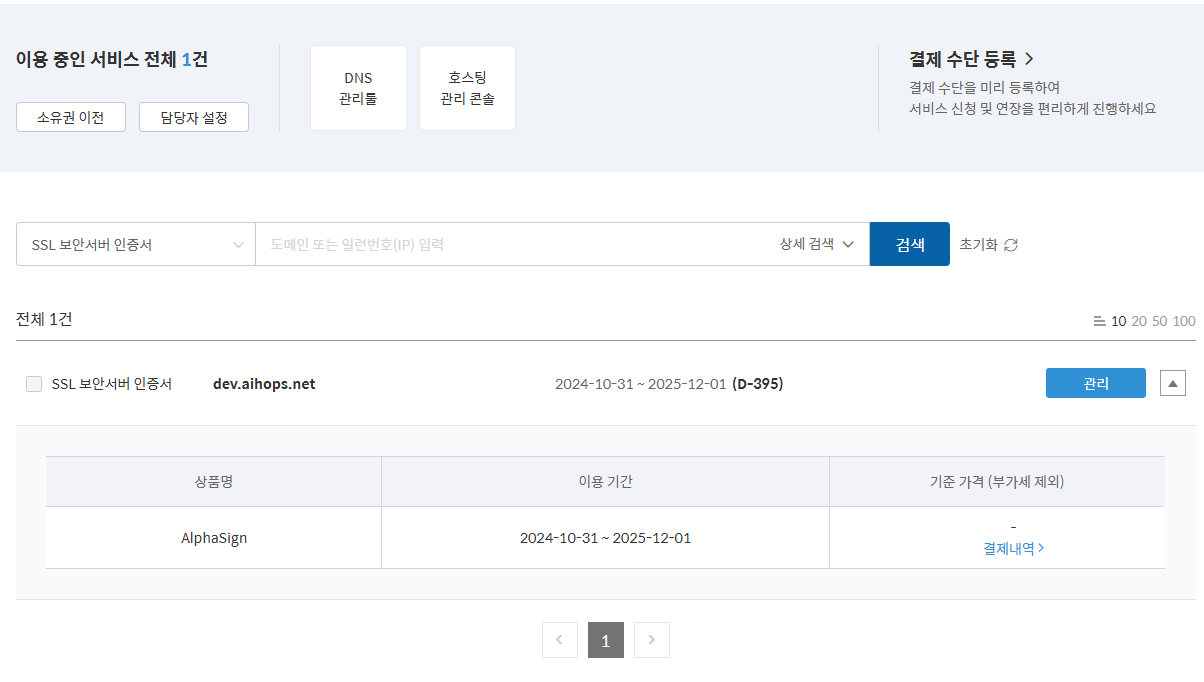 이용 중인 서비스 전체 1건
소유권 이전
담당자 설정
DNS
관리툴
호스팅
관리 콘솔
결제 수단 등록
결제 수단을 미리 등록하여
서비스 신청 및 연장을 편리하게 진행하세요
SSL 보안서버 인증서
도메인 또는 일련번호(IP) 입력
상세 검색
검색
초기화
전체 1건
10 20 50 100
SSL 보안서버 인증서
dev.aihops.net
2024-10-31 ~ 2025-12-01 (D-395)
관리
상품명
이용 기간
기준 가격 (부가세 제외)
AlphaSign
2024-10-31 ~ 2025-12-01
-
결제내역 >
< 1 >